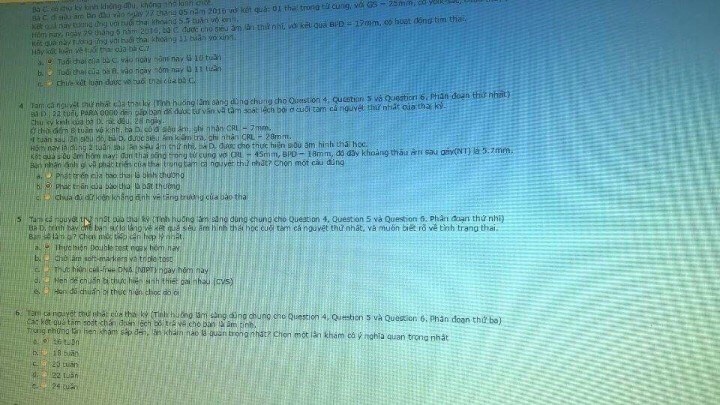 Bà C. có chu kỳ kinh không đều, không nhớ kinh chót.
Bà C. đi siêu âm lần đầu vào ngày 27 tháng 05 năm 2016 với kết quả: 01 thai trong tử cung, với GS = 25mm, có
Kết quả này tương ứng với tuổi thai khoảng 5.5 tuần vô kinh.
Hôm nay, ngày 29 tháng 6 năm 2016, bà C. được cho siêu âm lần thứ nhì, với kết quả BPD = 17mm, có hoạt động tim thai.
Kết quả này tương ứng với tuổi thai khoảng 11 tuần vô kinh.
Hãy kết luận về tuổi thai của bà C.?
a. Tuổi thai của bà C. vào ngày hôm nay là 10 tuần
b. Tuổi thai của bà C. vào ngày hôm nay là 11 tuần
c. Chưa kết luận được về tuổi thai của bà C.
4 Tam cá nguyệt thứ nhất của thai kỳ (Tình huống lâm sàng dùng chung cho Question 4, Question 5 và Question 6. Phân đoạn thứ nhất)
Bà D. 22 tuổi, PARA 0000 đến gặp bạn để được tư vấn về tầm soát lệch bội ở cuối tam cá nguyệt thứ nhất của thai kỳ.
Chu kỳ kinh của bà D. rất đều, 28 ngày.
Ở thời điểm 8 tuần vô kinh, bà D. có đi siêu âm, ghi nhận CRL = 7mm.
4 tuần sau lần siêu âm, bà D. được siêu âm kiểm tra, ghi nhận CRL = 28mm.
Hôm nay là đúng 2 tuần sau lần siêu âm thứ nhì, bà D. được cho thực hiện siêu âm hình thái học.
Kết quả siêu âm hôm nay: đơn thai sống trong tử cung với CRL = 45mm, BPD = 18mm, độ dầy khoảng thấu âm sau gáy(NT) là 5.7mm.
Bạn nhận định gì về phát triển của thai trong tam cá nguyệt thứ nhất? Chọn một câu đúng
a. Phát triển của bào thai là bình thường
b. Phát triển của bào thai là bất thường
c. Chưa đủ dữ kiện khẳng định về tăng trưởng của bào thai
5 Tam cá nguyệt thứ nhất của thai kỳ (Tình huống lâm sàng dùng chung cho Question 4, Question 5 và Question 6. Phân đoạn thứ nhì)
Bà D. trình bày cho bạn sự lo lắng về kết quả siêu âm hình thái học cuối tam cá nguyệt thứ nhất, và muốn biết rõ về tình trạng thai.
Bạn sẽ làm gì? Chọn một tiếp cận hợp lý nhất
a. Thực hiện Double test ngay hôm nay
b. Chờ làm soft-markers và triple test
c. Thực hiện cell-free DNA (NIPT) ngay hôm nay
d. Hẹn để chuẩn bị thực hiện sinh thiết gai nhau (CVS)
e. Hẹn để chuẩn bị thực hiện chọc dò ối
6. Tam cá nguyệt thứ nhất của thai kỳ (Tình huống lâm sàng dùng chung cho Question 4, Question 5 và Question 6. Phân đoạn thứ ba)
Các kết quả tầm soát-chẩn đoán lệch bội trả về cho bạn là âm tính.
Trong những lần hẹn khám sắp đến, lần khám nào là quan trọng nhất? Chọn một lần khám có ý nghĩa quan trọng nhất
a. 16 tuần
b. 18 tuần
c. 20 tuần
d. 22 tuần
e. 24 tuần